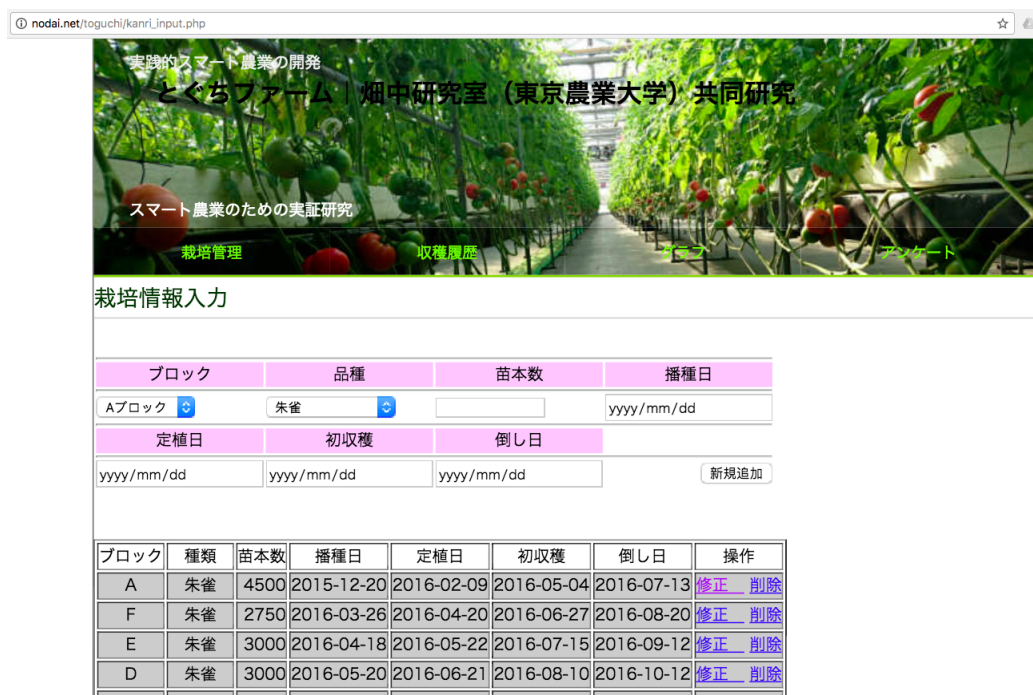 nodai.net/toguchi/kanri_input.php
実践的スマート農業の開発
とぐちファーム | 畑中研究室（東京農業大学）共同研究
スマート農業のための実証研究
栽培管理 収穫履歴 グラフ アンケート
栽培情報入力
ブロック 品種 苗本数 播種日
Aブロック 朱雀 yyyy/mm/dd
定植日 初収穫 倒し日
yyyy/mm/dd yyyy/mm/dd yyyy/mm/dd 新規追加
ブロック 種類 苗本数 播種日 定植日 初収穫 倒し日 操作
A 朱雀 4500 2015-12-20 2016-02-09 2016-05-04 2016-07-13 修正 削除
F 朱雀 2750 2016-03-26 2016-04-20 2016-06-27 2016-08-20 修正 削除
E 朱雀 3000 2016-04-18 2016-05-22 2016-07-15 2016-09-12 修正 削除
D 朱雀 3000 2016-05-20 2016-06-21 2016-08-10 2016-10-12 修正 削除